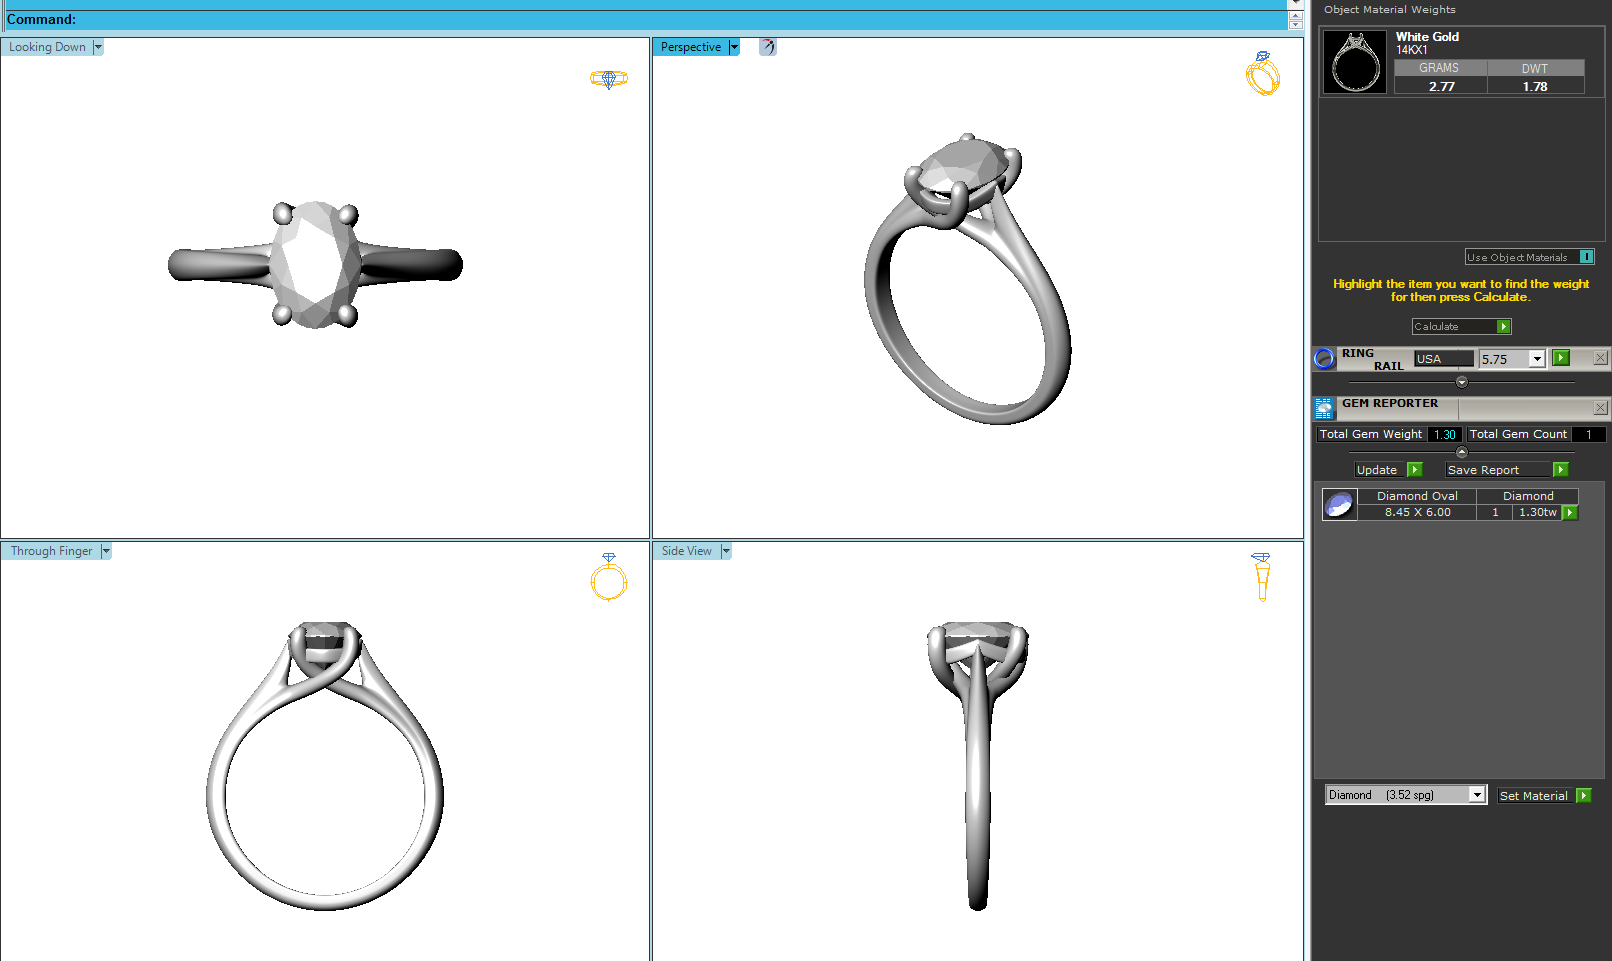 Command:
Looking Down
Perspective
Through Finger
Side View
Object Material Weights
White Gold
14KX1
GRAMS DWT
2.77 1.78
Use Object Materials
Highlight the item you want to find the weight
for then press Calculate.
Calculate
RING
RAIL USA 5.75
GEM REPORTER
Total Gem Weight 1.30 Total Gem Count 1
Update Save Report
Diamond Oval Diamond
8.45 X 6.00 1 1.30tw
Diamond (3.52 spg) Set Material